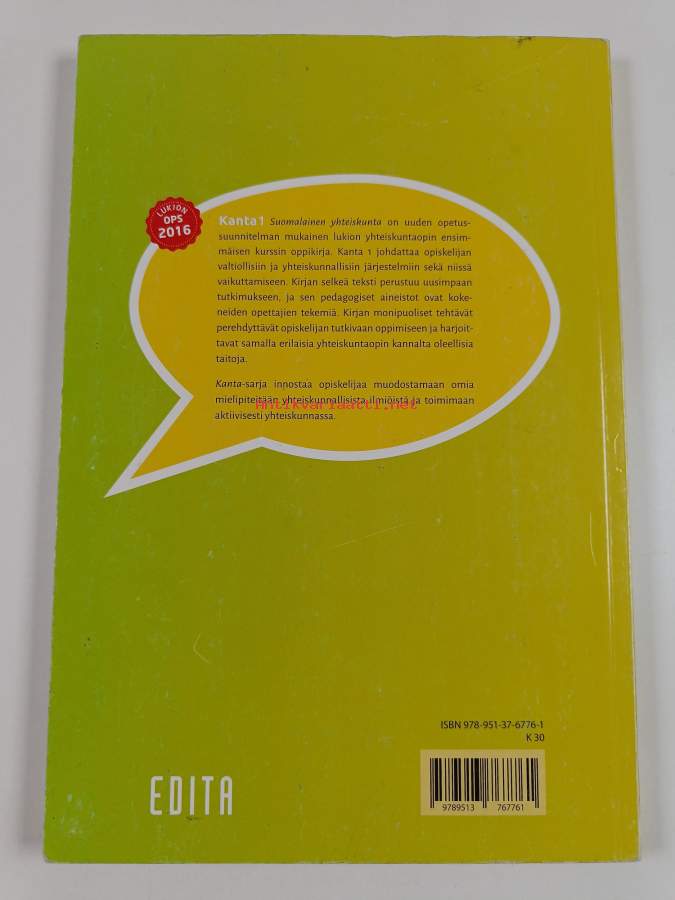 LUKION
OPS
2016
Kanta 1 Suomalainen yhteiskunta on uuden opetus-
suunnitelman mukainen lukion yhteiskuntaopin ensim-
mäisen kurssin oppikirja. Kanta 1 johdattaa opiskelijan
valtiollisiin ja yhteiskunnallisiin järjestelmiin sekä niissä
vaikuttamiseen. Kirjan selkeä teksti perustuu uusimpaan
tutkimukseen, ja sen pedagogiset aineistot ovat koke-
neiden opettajien tekemiä. Kirjan monipuoliset tehtävät
perehdyttävät opiskelijan tutkivaan oppimiseen ja harjoit-
tavat samalla erilaisia yhteiskuntaopin kannalta oleellisia
taitoja.
Kanta-sarja innostaa opiskelijaa muodostamaan omia
mielipiteitään yhteiskunnallisista ilmiöistä ja toimimaan
Antikvariaatti.net
aktiivisesti yhteiskunnassa.
ISBN 978-951-37-6776-1
K 30
EDITA
9789513 767761